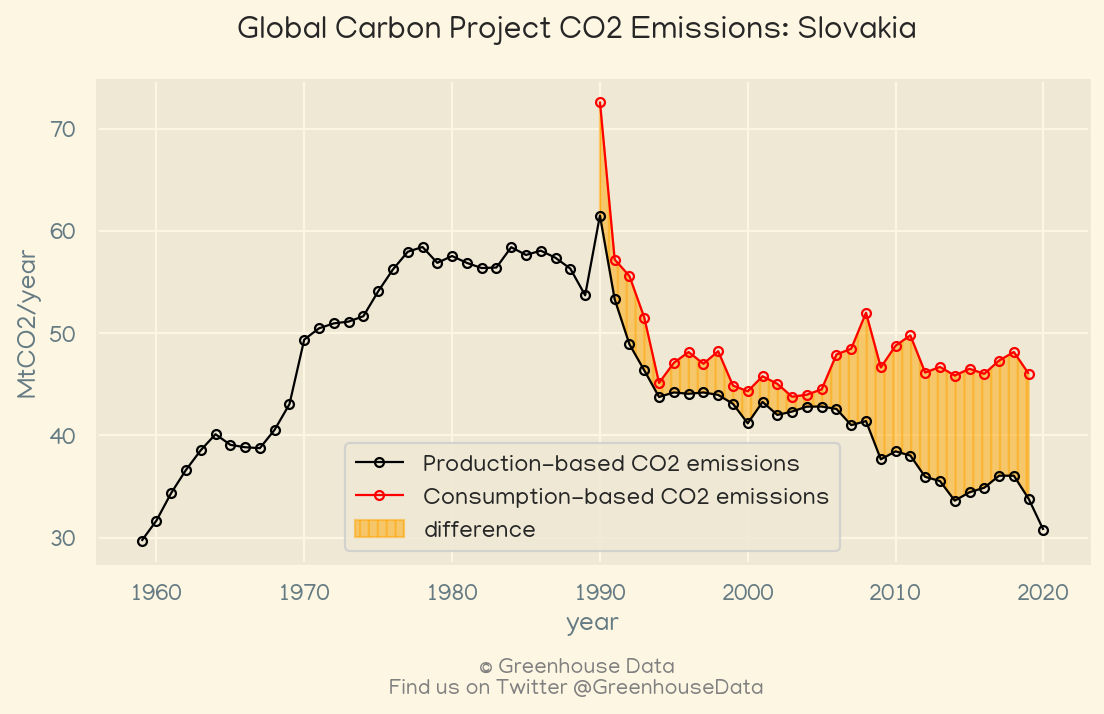 Global Carbon Project CO2 Emissions: Slovakia
70
60
50
40
30
MtCO2/year
Production-based CO2 emissions
Consumption-based CO2 emissions
difference
1960 1970 1980 1990 2000 2010 2020
year
© Greenhouse Data
Find us on Twitter @GreenhouseData